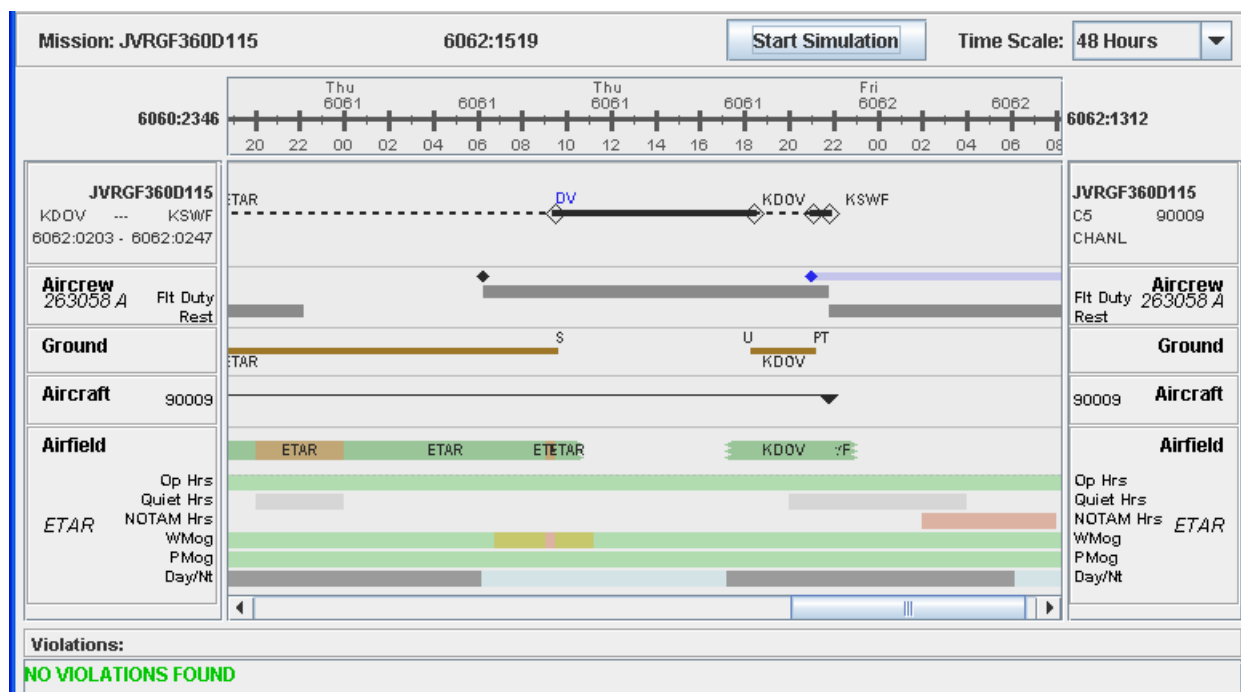 Mission: JVRGF360D115 6062:1519 Start Simulation Time Scale: 48 Hours
Thu Thu Fri
6061 6061 6061 6061 6062 6062
6060:2346 6062:1312
20 22 00 02 04 06 08 10 12 14 16 18 20 22 00 02 04 06 08
JVRGF360D115
KDOV --- KSWF
6062:0203 - 6062:0247
ETAR DV KDOV KSWF
JVRGF360D115
C5 90009
CHANL
Aircrew
263058 A Flt Duty
Rest
Aircrew
Flt Duty 263058 A
Rest
Ground
S U PT
ETAR KDOV
Ground
Aircraft 90009
90009 Aircraft
Airfield
ETAR ETAR ETETAR KDOV YF
Airfield
Op Hrs
Quiet Hrs
NOTAM Hrs
ETAR
WMog
PMog
Day/Nt
Op Hrs
Quiet Hrs
NOTAM Hrs
ETAR
WMog
PMog
Day/Nt
Violations:
NO VIOLATIONS FOUND